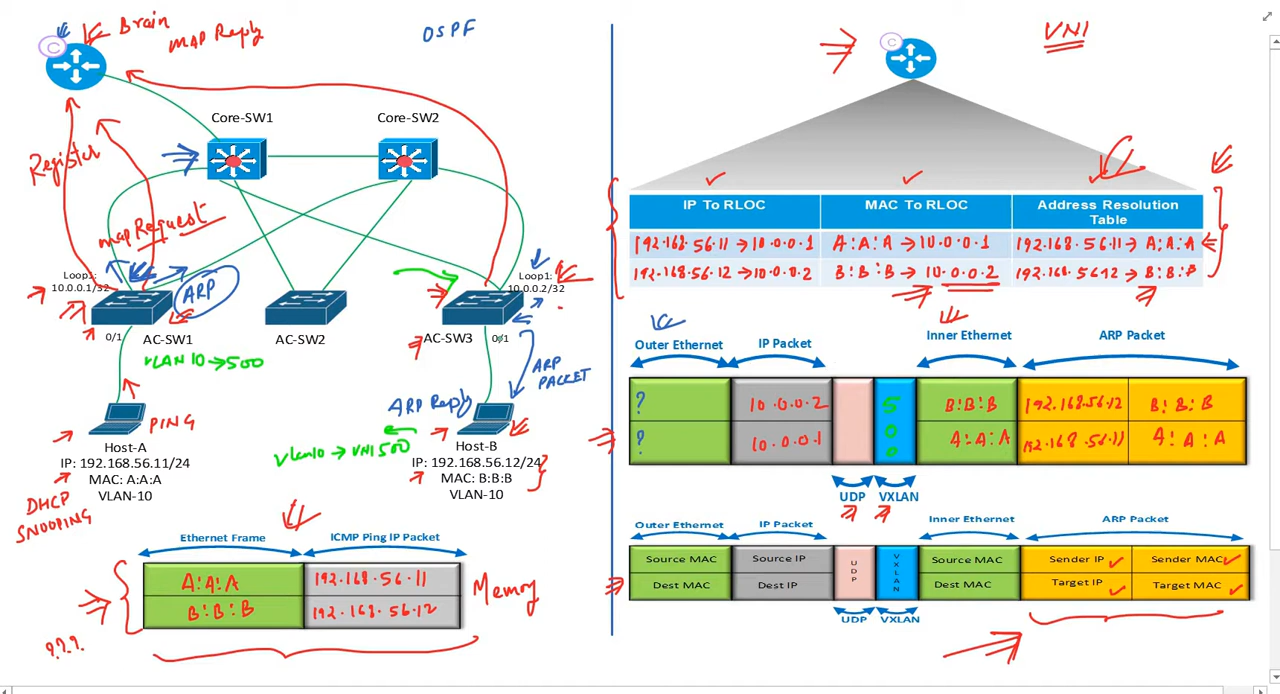 C
Brain
MAP Reply
OSPF
Core-SW1
Core-SW2
Register
map Request
Loop1:
10.0.0.1/32
ARP
Loop1:
10.0.0.2/32
0/1
AC-SW1
AC-SW2
AC-SW3
0/1
VLAN 10 → 500
ARP
PACKET
PING
ARP Reply
Vlan10 → VNI 500
Host-A
IP: 192.168.56.11/24
MAC: A:A:A
VLAN-10
Host-B
IP: 192.168.56.12/24
MAC: B:B:B
VLAN-10
DHCP
SNOOPING
Ethernet Frame
ICMP Ping IP Packet
A:A:A
192.168.56.11
B:B:B
192.168.56.12
Memory
???
VNI
C
IP To RLOC
MAC To RLOC
Address Resolution
Table
192.168.56.11 → 10.0.0.1
A:A:A → 10.0.0.1
192.168.56.11 → A:A:A
192.168.56.12 → 10.0.0.2
B:B:B → 10.0.0.2
192.168.5612 → B:B:B
Outer Ethernet
IP Packet
Inner Ethernet
ARP Packet
?
10.0.0.2
500
B:B:B
192.168.56.12
B:B:B
?
10.0.0.1
A:A:A
192.168.56.11
A:A:A
UDP
VXLAN
Outer Ethernet
IP Packet
Inner Ethernet
ARP Packet
Source MAC
Source IP
UDP
VXLAN
Source MAC
Sender IP
Sender MAC
Dest MAC
Dest IP
Dest MAC
Target IP
Target MAC
UDP
VXLAN